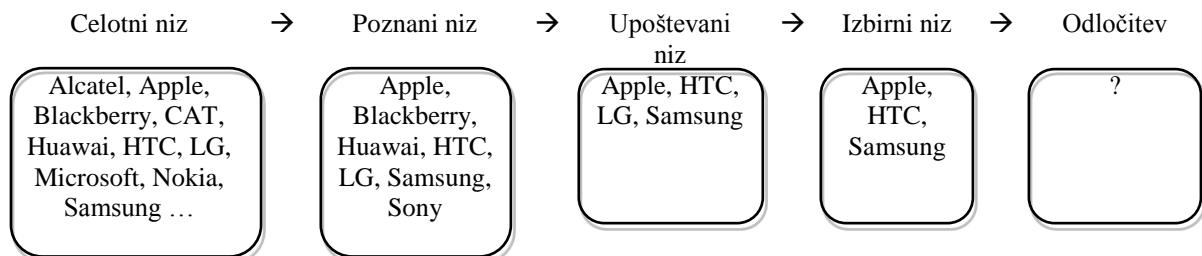 Celotni niz → Poznani niz → Upoštevani niz → Izbirni niz → Odločitev
Alcatel, Apple,
Blackberry, CAT,
Huawai, HTC, LG,
Microsoft, Nokia,
Samsung …
Apple,
Blackberry,
Huawai, HTC,
LG, Samsung,
Sony
Apple, HTC,
LG, Samsung
Apple,
HTC,
Samsung
?